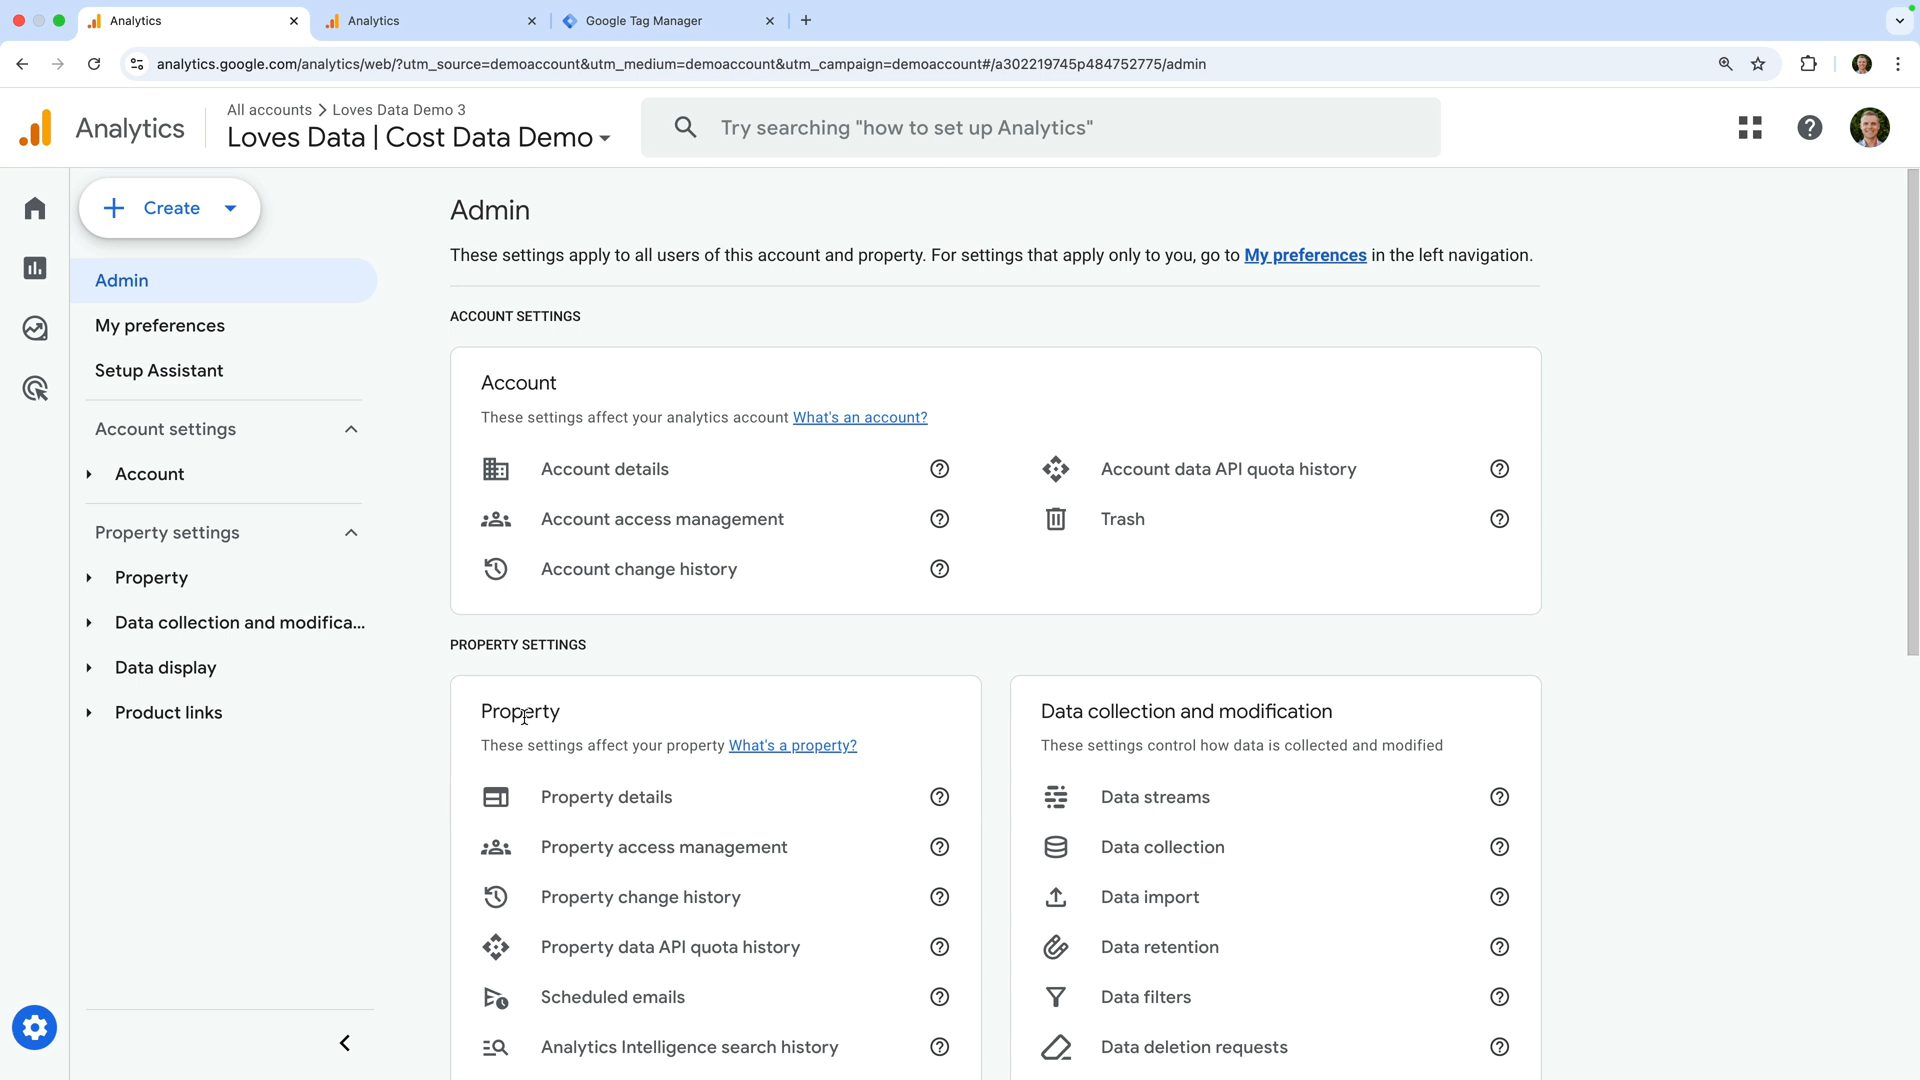 Analytics
Analytics
Google Tag Manager
analytics.google.com/analytics/web/?utm_source=demoaccount&utm_medium=demoaccount&utm_campaign=demoaccount#/a302219745p484752775/admin
Analytics
All accounts > Loves Data Demo 3
Loves Data | Cost Data Demo
Try searching "how to set up Analytics"
Create
Admin
My preferences
Setup Assistant
Account settings
Account
Property settings
Property
Data collection and modifica...
Data display
Product links
Admin
These settings apply to all users of this account and property. For settings that apply only to you, go to My preferences in the left navigation.
ACCOUNT SETTINGS
Account
These settings affect your analytics account What's an account?
Account details
Account access management
Account change history
Account data API quota history
Trash
PROPERTY SETTINGS
Property
These settings affect your property What's a property?
Property details
Property access management
Property change history
Property data API quota history
Scheduled emails
Analytics Intelligence search history
Data collection and modification
These settings control how data is collected and modified
Data streams
Data collection
Data import
Data retention
Data filters
Data deletion requests